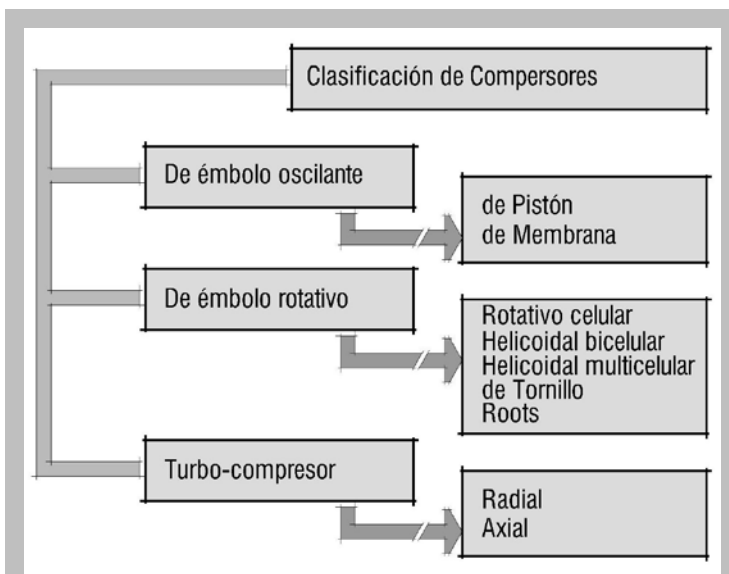 Clasificación de Compersores
De émbolo oscilante
de Pistón
de Membrana
De émbolo rotativo
Rotativo celular
Helicoidal bicelular
Helicoidal multicelular
de Tornillo
Roots
Turbo-compresor
Radial
Axial